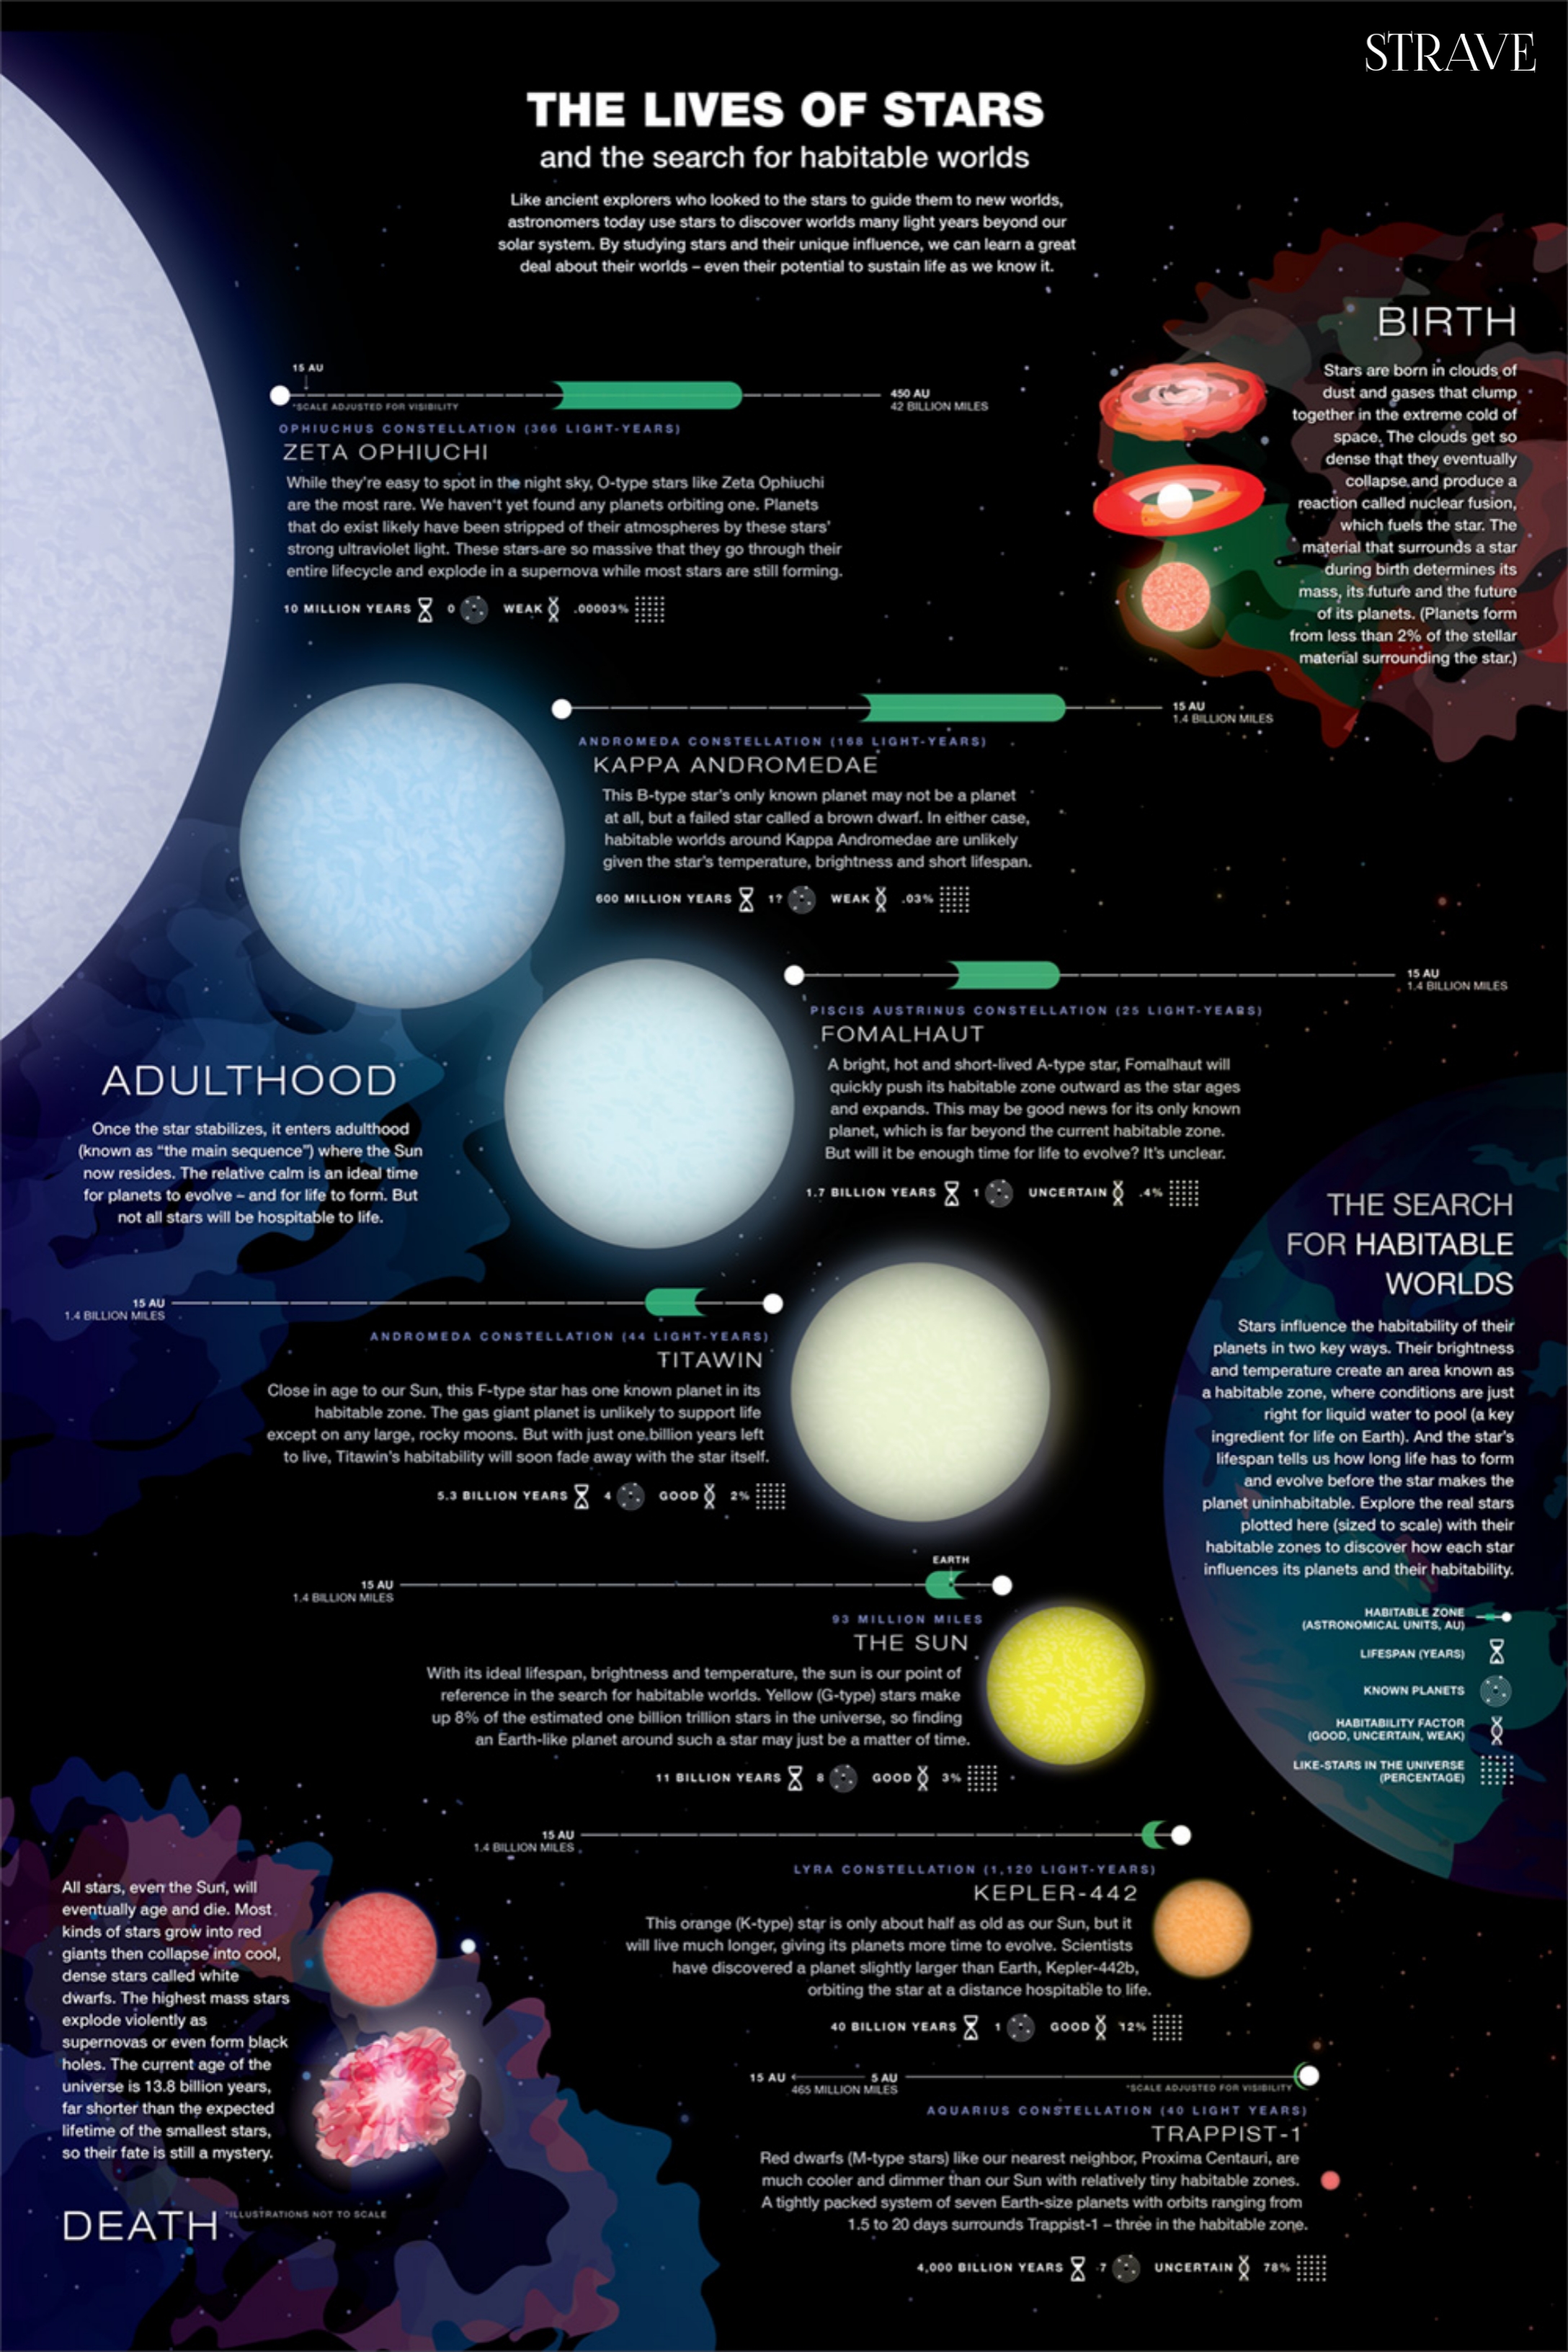 STRAVE
THE LIVES OF STARS
and the search for habitable worlds
Like ancient explorers who looked to the stars to guide them to new worlds,
astronomers today use stars to discover worlds many light years beyond our
solar system. By studying stars and their unique influence, we can learn a great
deal about their worlds – even their potential to sustain life as we know it.
BIRTH
Stars are born in clouds of
dust and gases that clump
together in the extreme cold of
space. The clouds get so
dense that they eventually
collapse and produce a
reaction called nuclear fusion,
which fuels the star. The
material that surrounds a star
during birth determines its
mass, its future and the future
of its planets. (Planets form
from less than 2% of the stellar
material surrounding the star.)
15 AU
*SCALE ADJUSTED FOR VISIBILITY
450 AU
42 BILLION MILES
OPHIUCHUS CONSTELLATION (366 LIGHT-YEARS)
ZETA OPHIUCHI
While they're easy to spot in the night sky, O-type stars like Zeta Ophiuchi
are the most rare. We haven't yet found any planets orbiting one. Planets
that do exist likely have been stripped of their atmospheres by these stars'
strong ultraviolet light. These stars are so massive that they go through their
entire lifecycle and explode in a supernova while most stars are still forming.
10 MILLION YEARS 0 WEAK .00003%
15 AU
1.4 BILLION MILES
ANDROMEDA CONSTELLATION (168 LIGHT-YEARS)
KAPPA ANDROMEDAE
This B-type star's only known planet may not be a planet
at all, but a failed star called a brown dwarf. In either case,
habitable worlds around Kappa Andromedae are unlikely
given the star's temperature, brightness and short lifespan.
600 MILLION YEARS 1? WEAK .03%
15 AU
1.4 BILLION MILES
PISCIS AUSTRINUS CONSTELLATION (25 LIGHT-YEARS)
FOMALHAUT
A bright, hot and short-lived A-type star, Fomalhaut will
quickly push its habitable zone outward as the star ages
and expands. This may be good news for its only known
planet, which is far beyond the current habitable zone.
But will it be enough time for life to evolve? It's unclear.
1.7 BILLION YEARS 1 UNCERTAIN .4%
ADULTHOOD
Once the star stabilizes, it enters adulthood
(known as "the main sequence") where the Sun
now resides. The relative calm is an ideal time
for planets to evolve – and for life to form. But
not all stars will be hospitable to life.
15 AU
1.4 BILLION MILES
ANDROMEDA CONSTELLATION (44 LIGHT-YEARS)
TITAWIN
Close in age to our Sun, this F-type star has one known planet in its
habitable zone. The gas giant planet is unlikely to support life
except on any large, rocky moons. But with just one billion years left
to live, Titawin's habitability will soon fade away with the star itself.
5.3 BILLION YEARS 4 GOOD 2%
THE SEARCH
FOR HABITABLE
WORLDS
Stars influence the habitability of their
planets in two key ways. Their brightness
and temperature create an area known as
a habitable zone, where conditions are just
right for liquid water to pool (a key
ingredient for life on Earth). And the star's
lifespan tells us how long life has to form
and evolve before the star makes the
planet uninhabitable. Explore the real stars
plotted here (sized to scale) with their
habitable zones to discover how each star
influences its planets and their habitability.
HABITABLE ZONE
(ASTRONOMICAL UNITS, AU)
LIFESPAN (YEARS)
KNOWN PLANETS
HABITABILITY FACTOR
(GOOD, UNCERTAIN, WEAK)
LIKE-STARS IN THE UNIVERSE
(PERCENTAGE)
EARTH
15 AU
1.4 BILLION MILES
93 MILLION MILES
THE SUN
With its ideal lifespan, brightness and temperature, the sun is our point of
reference in the search for habitable worlds. Yellow (G-type) stars make
up 8% of the estimated one billion trillion stars in the universe, so finding
an Earth-like planet around such a star may just be a matter of time.
11 BILLION YEARS 8 GOOD 3%
15 AU
1.4 BILLION MILES
LYRA CONSTELLATION (1,120 LIGHT-YEARS)
KEPLER-442
This orange (K-type) star is only about half as old as our Sun, but it
will live much longer, giving its planets more time to evolve. Scientists
have discovered a planet slightly larger than Earth, Kepler-442b,
orbiting the star at a distance hospitable to life.
40 BILLION YEARS 1 GOOD 12%
15 AU 5 AU
465 MILLION MILES
*SCALE ADJUSTED FOR VISIBILITY
AQUARIUS CONSTELLATION (40 LIGHT YEARS)
TRAPPIST-1
Red dwarfs (M-type stars) like our nearest neighbor, Proxima Centauri, are
much cooler and dimmer than our Sun with relatively tiny habitable zones.
A tightly packed system of seven Earth-size planets with orbits ranging from
1.5 to 20 days surrounds Trappist-1 – three in the habitable zone.
4,000 BILLION YEARS 7 UNCERTAIN 78%
All stars, even the Sun, will
eventually age and die. Most
kinds of stars grow into red
giants then collapse into cool,
dense stars called white
dwarfs. The highest mass stars
explode violently as
supernovas or even form black
holes. The current age of the
universe is 13.8 billion years,
far shorter than the expected
lifetime of the smallest stars,
so their fate is still a mystery.
DEATH
*ILLUSTRATIONS NOT TO SCALE